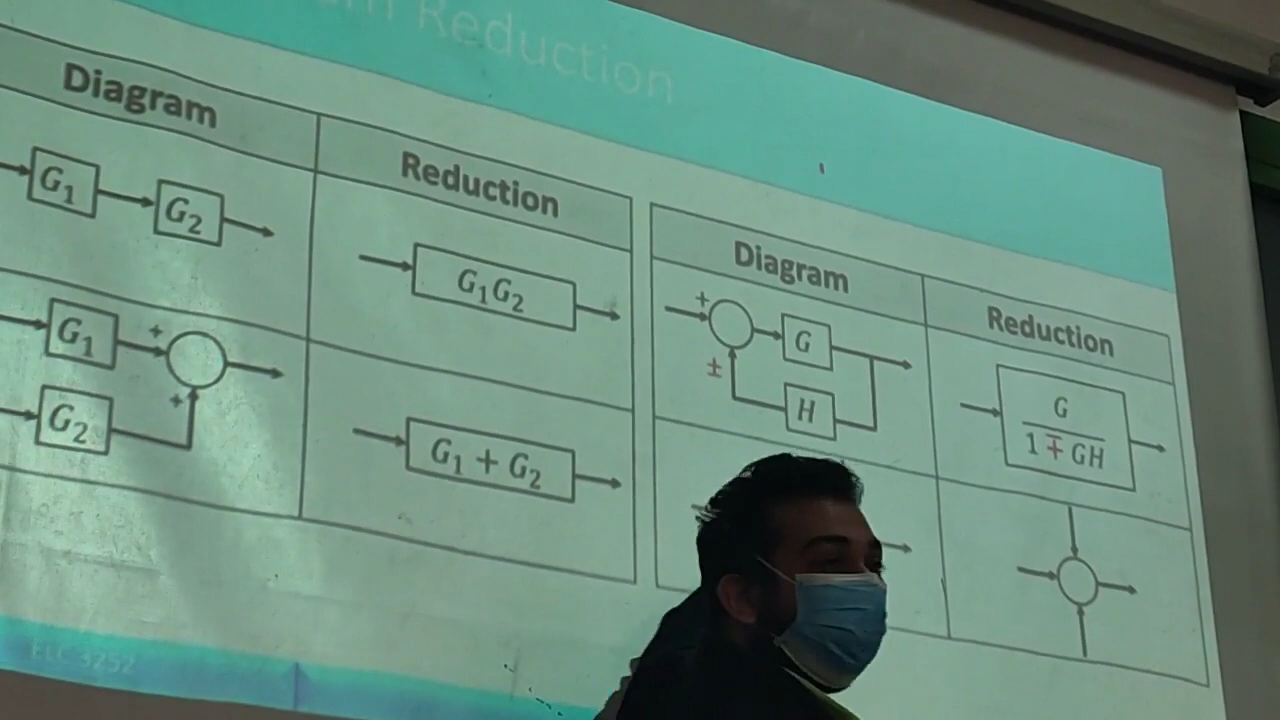 Reduction
Diagram
Reduction
G₁
G₂
G₁G₂
G₁
+
+
G₂
G₁ + G₂
Diagram
Reduction
+
±
G
H
G
1 ∓ GH
ELC 3252